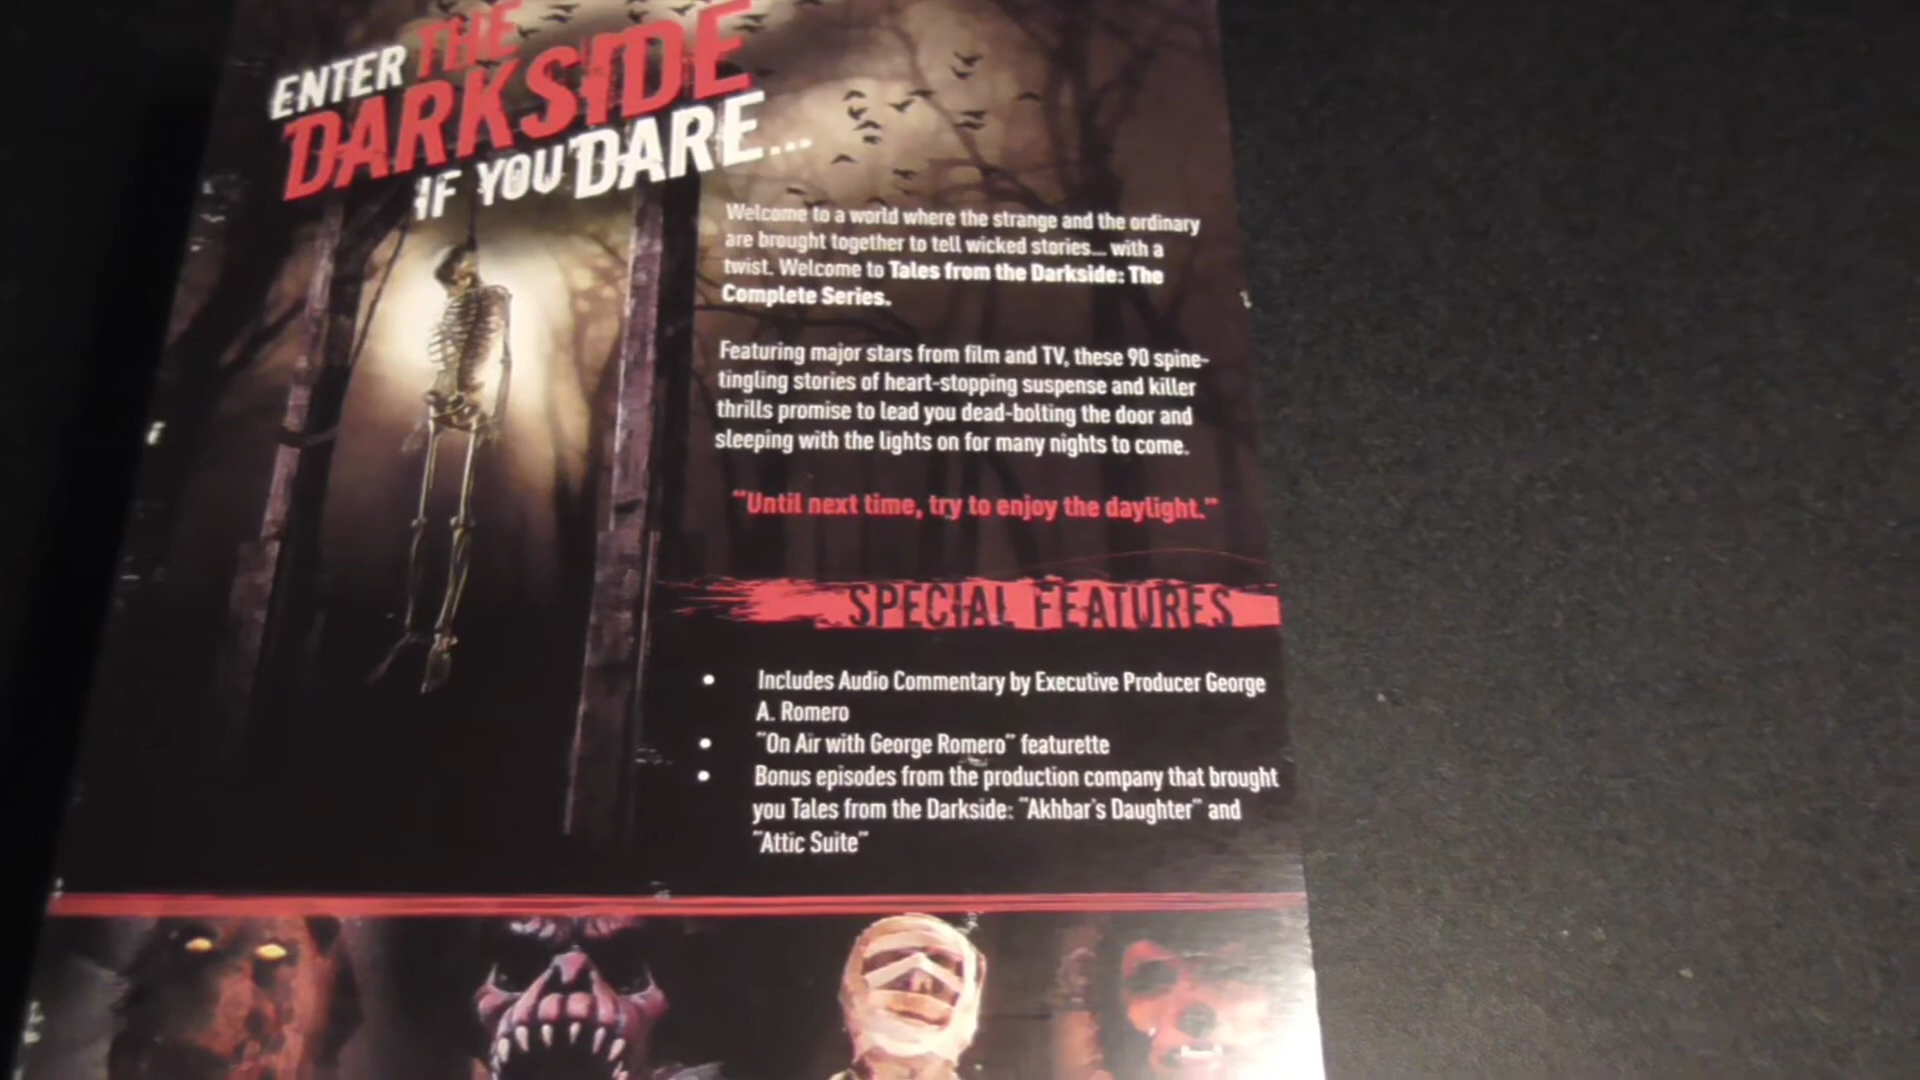 ENTER THE
DARKSIDE
IF YOU DARE...
Welcome to a world where the strange and the ordinary
are brought together to tell wicked stories... with a
twist. Welcome to Tales from the Darkside: The
Complete Series.
Featuring major stars from film and TV, these 90 spine-
tingling stories of heart-stopping suspense and killer
thrills promise to lead you dead-bolting the door and
sleeping with the lights on for many nights to come.
"Until next time, try to enjoy the daylight."
SPECIAL FEATURES
• Includes Audio Commentary by Executive Producer George
A. Romero
• "On Air with George Romero" featurette
• Bonus episodes from the production company that brought
you Tales from the Darkside: "Akhbar's Daughter" and
"Attic Suite"